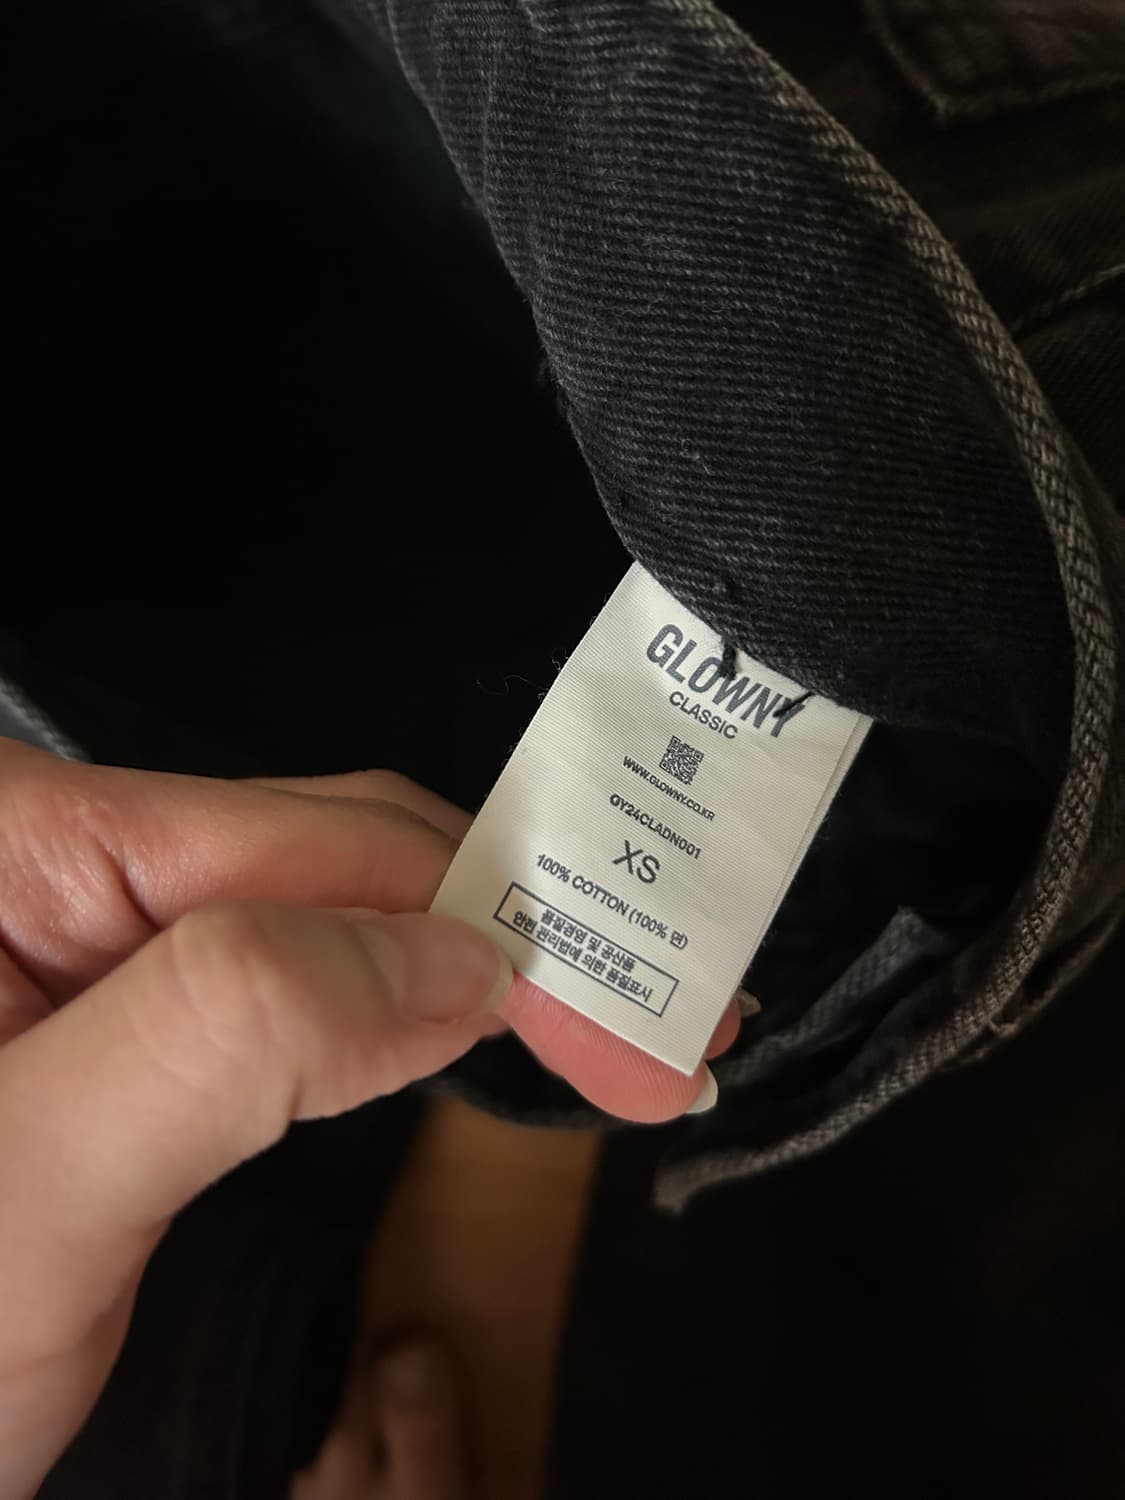 GLOWNY
CLASSIC
WWW.GLOWNY.CO.KR
GY24CLADN001
XS
100% COTTON (100% 면)
품질경영 및 공산품
안전 관리법에 의한 품질표시